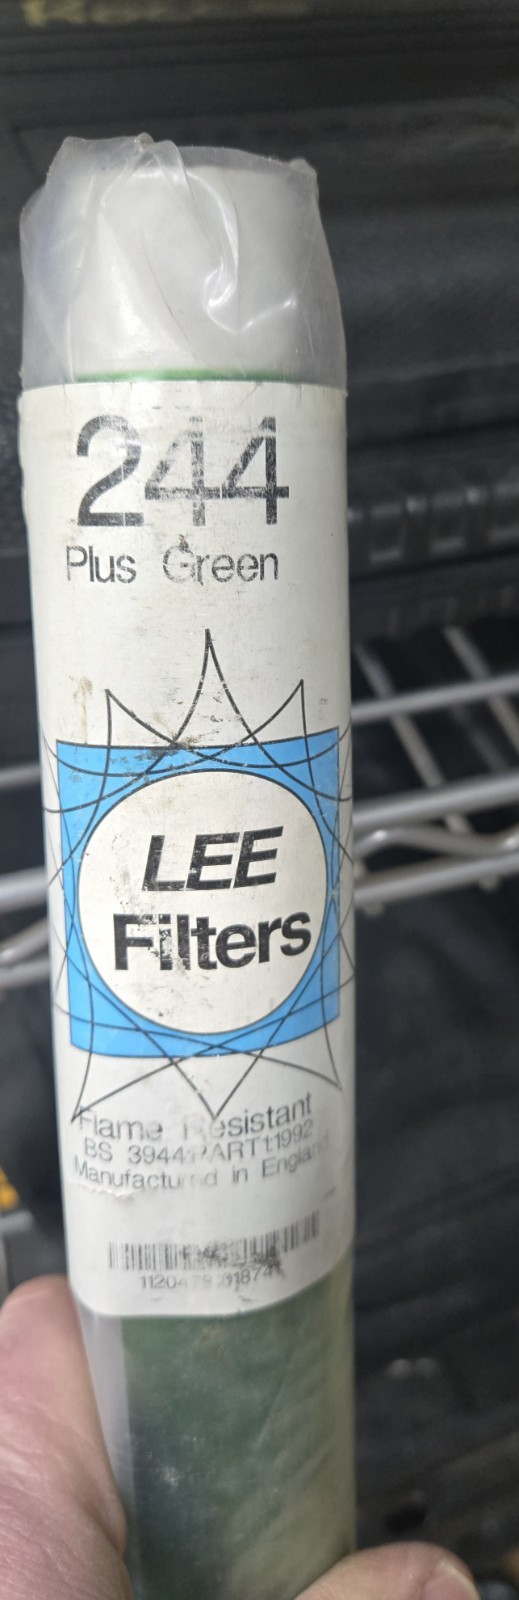 244
Plus Green
LEE
Filters
Flame Resistant
BS 3944:PART1:1992
Manufactured in England